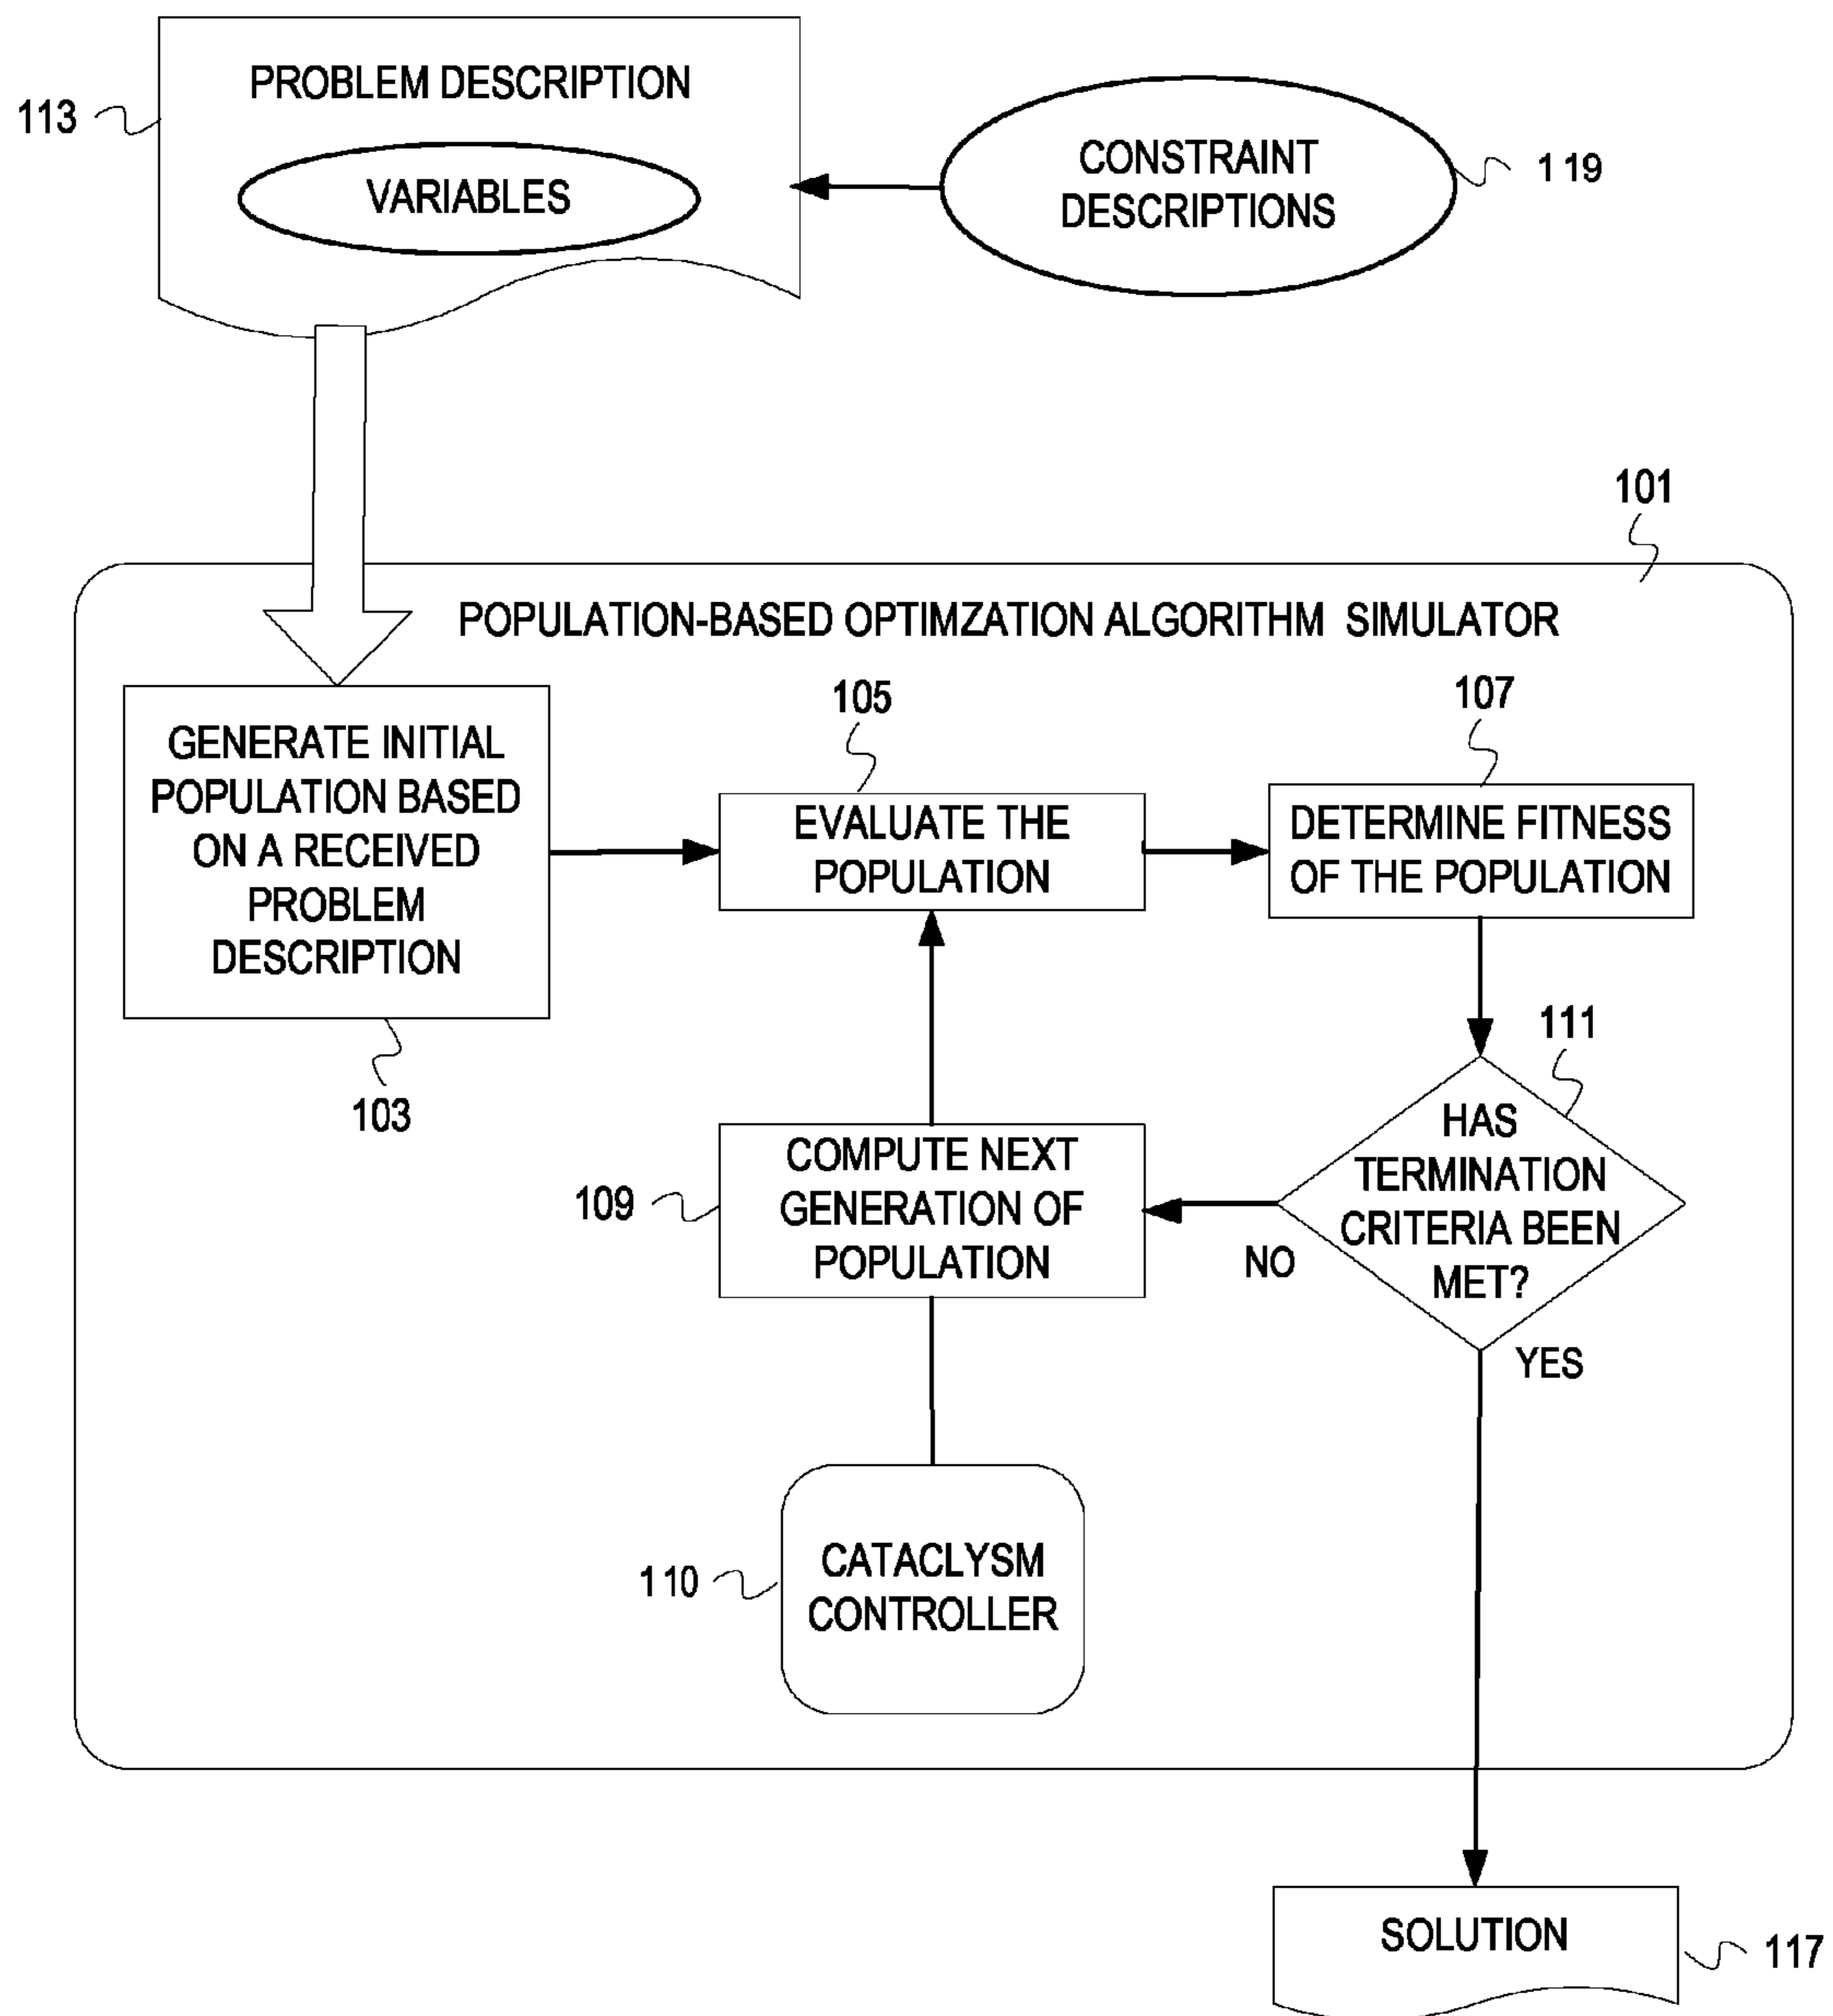 PROBLEM DESCRIPTION
113
VARIABLES
CONSTRAINT
DESCRIPTIONS
119
101
POPULATION-BASED OPTIMZATION ALGORITHM SIMULATOR
GENERATE INITIAL
POPULATION BASED
ON A RECEIVED
PROBLEM
DESCRIPTION
103
105
EVALUATE THE
POPULATION
107
DETERMINE FITNESS
OF THE POPULATION
111
HAS
TERMINATION
CRITERIA BEEN
MET?
NO
YES
109
COMPUTE NEXT
GENERATION OF
POPULATION
110
CATACLYSM
CONTROLLER
SOLUTION
117